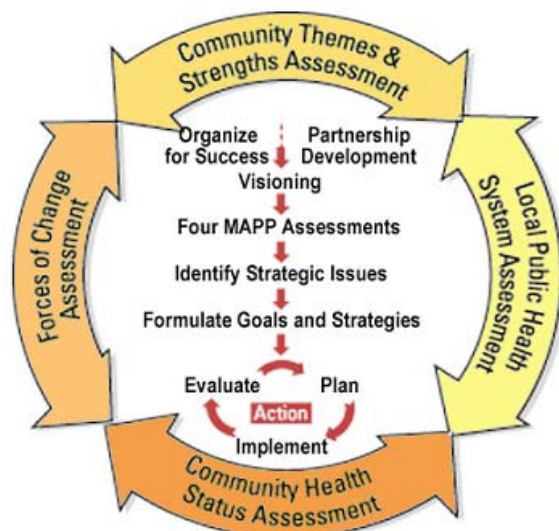 Community Themes &
Strengths Assessment
Organize
for Success
Partnership
Development
Visioning
Four MAPP Assessments
Identify Strategic Issues
Formulate Goals and Strategies
Evaluate
Plan
Action
Implement
Forces of Change
Assessment
Local Public Health
System Assessment
Community Health
Status Assessment